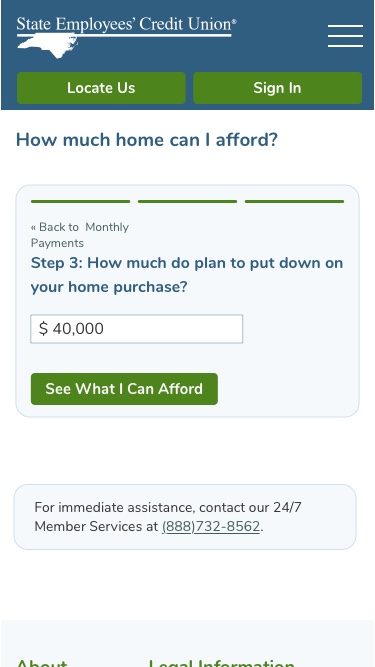 State Employees' Credit Union®
Locate Us
Sign In
How much home can I afford?
« Back to Monthly
Payments
Step 3: How much do plan to put down on
your home purchase?
$ 40,000
See What I Can Afford
For immediate assistance, contact our 24/7
Member Services at (888)732-8562.
About
Legal Information